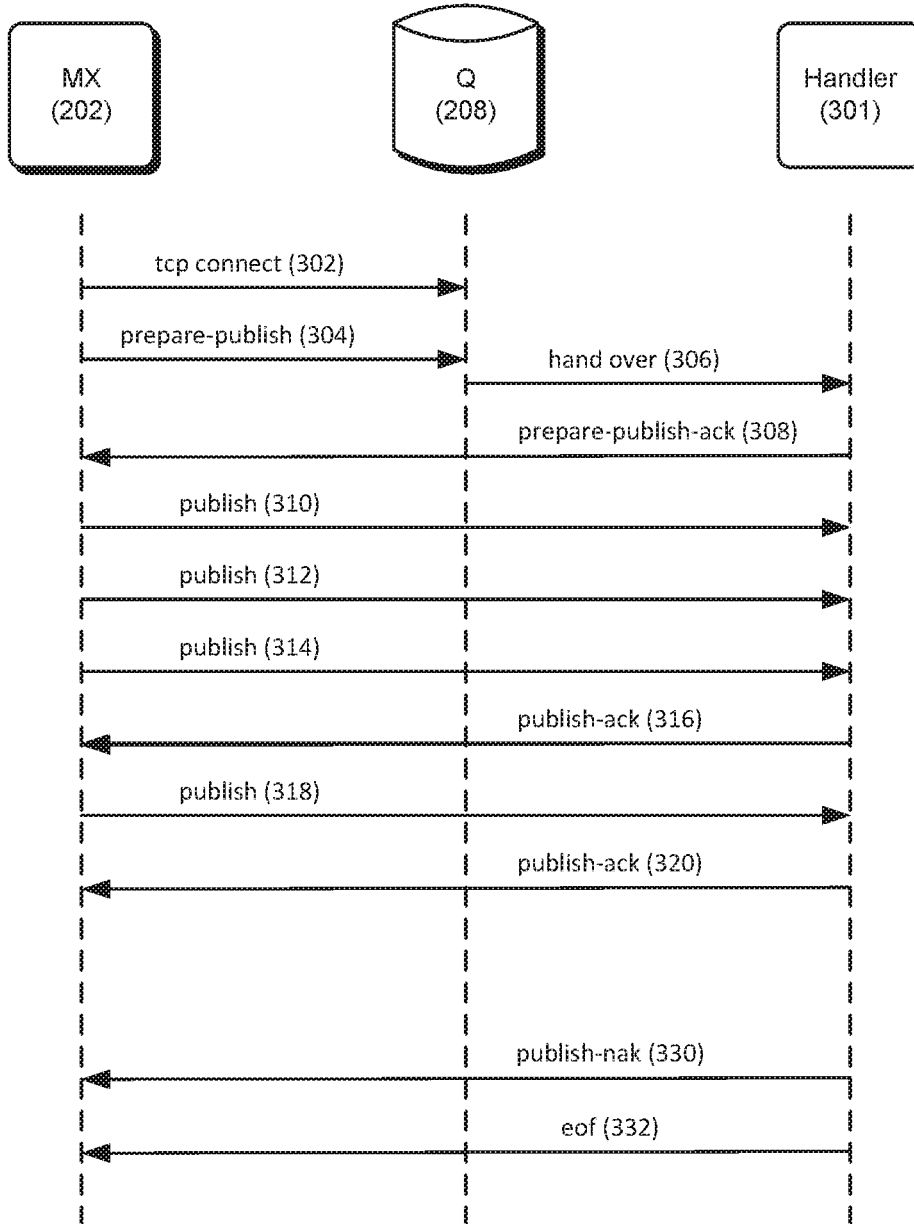 MX
(202)
Q
(208)
Handler
(301)
tcp connect (302)
prepare-publish (304)
hand over (306)
prepare-publish-ack (308)
publish (310)
publish (312)
publish (314)
publish-ack (316)
publish (318)
publish-ack (320)
publish-nak (330)
eof (332)